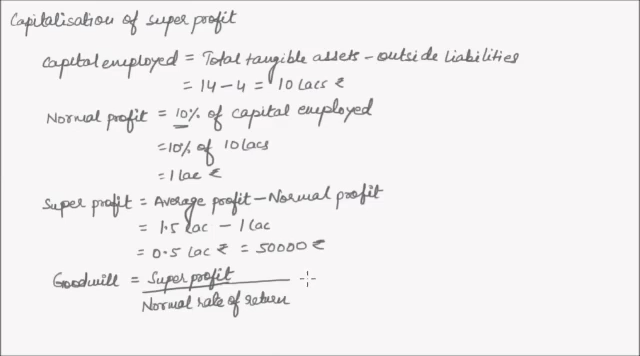 Capitalisation of super profit
Capital employed = Total tangible assets - outside liabilities
= 14 - 4 = 10 Lacs ₹
Normal profit = 10% of capital employed
= 10% of 10 Lacs
= 1 lac ₹
Super profit = Average profit - Normal profit
= 1.5 lac - 1 lac
= 0.5 lac ₹ = 50000 ₹
Goodwill = Super profit
Normal rate of return